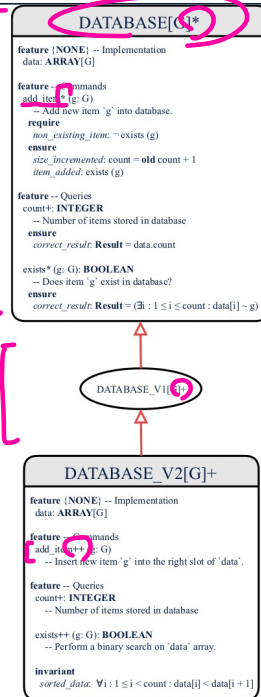 DATABASE[G]*
feature {NONE} -- Implementation
data: ARRAY[G]
feature -- Commands
add_item* (g: G)
-- Add new item `g` into database.
require
non_existing_item: ¬ exists (g)
ensure
size_incremented: count = old count + 1
item_added: exists (g)
feature -- Queries
count+: INTEGER
-- Number of items stored in database
ensure
correct_result: Result = data.count
exists* (g: G): BOOLEAN
-- Does item `g` exist in database?
ensure
correct_result: Result = (∃i : 1 ≤ i ≤ count : data[i] ~ g)
DATABASE_V1[G]+
DATABASE_V2[G]+
feature {NONE} -- Implementation
data: ARRAY[G]
feature -- Commands
add_item++ (g: G)
-- Insert new item `g` into the right slot of `data`.
feature -- Queries
count+: INTEGER
-- Number of items stored in database
exists++ (g: G): BOOLEAN
-- Perform a binary search on `data` array.
invariant
sorted_data: ∀i : 1 ≤ i < count : data[i] < data[i + 1]